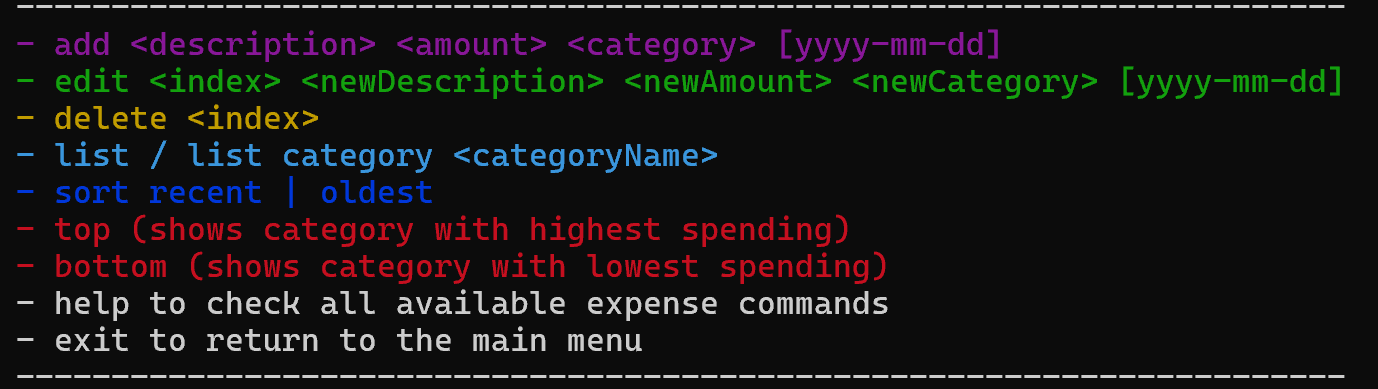 - add <description> <amount> <category> [yyyy-mm-dd]
- edit <index> <newDescription> <newAmount> <newCategory> [yyyy-mm-dd]
- delete <index>
- list / list category <categoryName>
- sort recent | oldest
- top (shows category with highest spending)
- bottom (shows category with lowest spending)
- help to check all available expense commands
- exit to return to the main menu